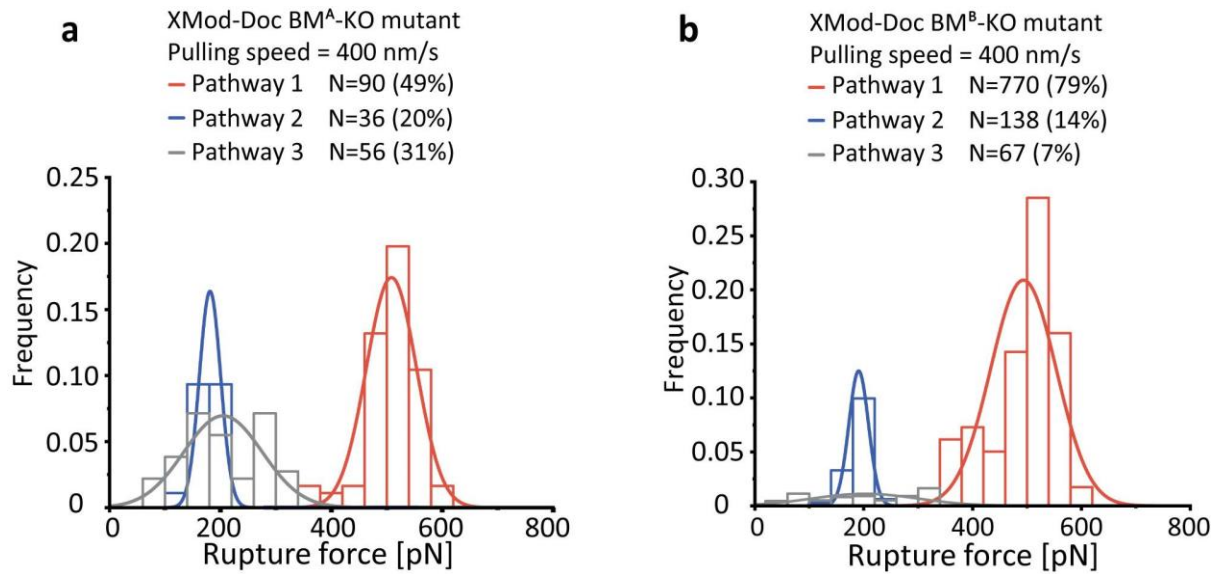 a
XMod-Doc BMᴬ-KO mutant
Pulling speed = 400 nm/s
Pathway 1 N=90 (49%)
Pathway 2 N=36 (20%)
Pathway 3 N=56 (31%)
0.25
0.20
0.15
0.10
0.05
0
Frequency
0 200 400 600 800
Rupture force [pN]
b
XMod-Doc BMᴮ-KO mutant
Pulling speed = 400 nm/s
Pathway 1 N=770 (79%)
Pathway 2 N=138 (14%)
Pathway 3 N=67 (7%)
0.30
0.25
0.20
0.15
0.10
0.05
0
Frequency
0 200 400 600 800
Rupture force [pN]